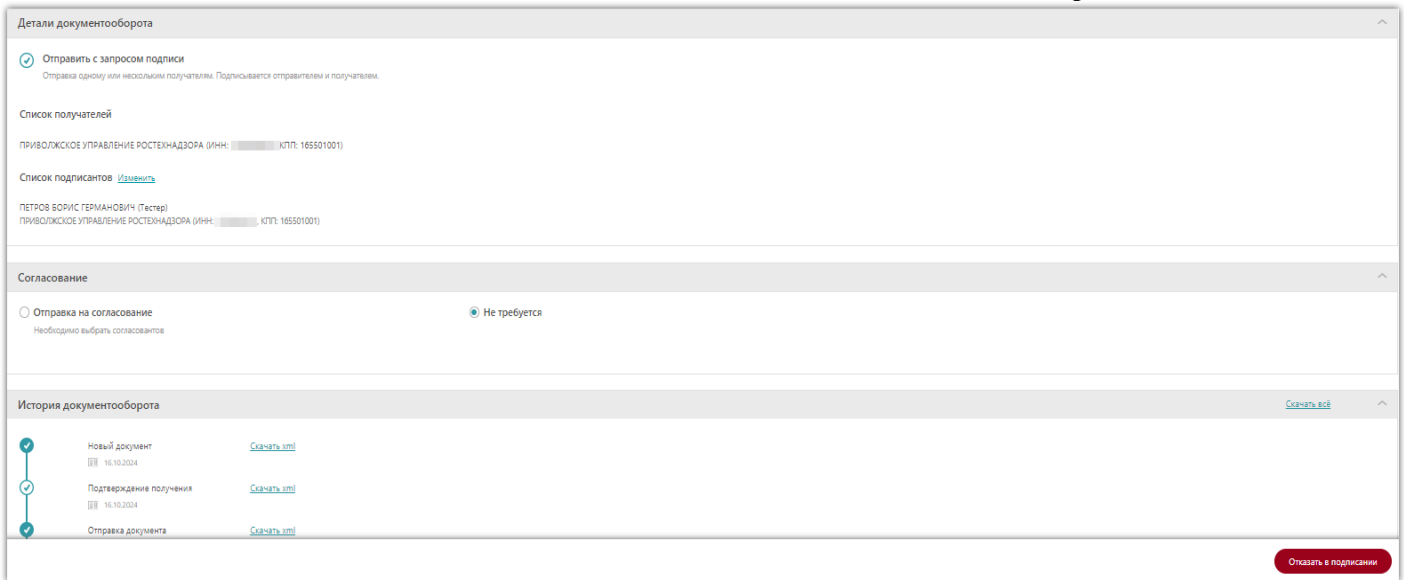 Детали документооборота
Отправить с запросом подписи
Отправка одному или нескольким получателям. Подписывается отправителем и получателем.
Список получателей
ПРИВОЛЖСКОЕ УПРАВЛЕНИЕ РОСТЕХНАДЗОРА (ИНН: КПП: 165501001)
Список подписантов Изменить
ПЕТРОВ БОРИС ГЕРМАНОВИЧ (Тестер)
ПРИВОЛЖСКОЕ УПРАВЛЕНИЕ РОСТЕХНАДЗОРА (ИНН: , КПП: 165501001)
Согласование
Отправка на согласование Не требуется
Необходимо выбрать согласовантов
История документооборота Скачать всё
Новый документ Скачать xml
16.10.2024
Подтверждение получения Скачать xml
16.10.2024
Отправка документа Скачать xml
Отказать в подписании